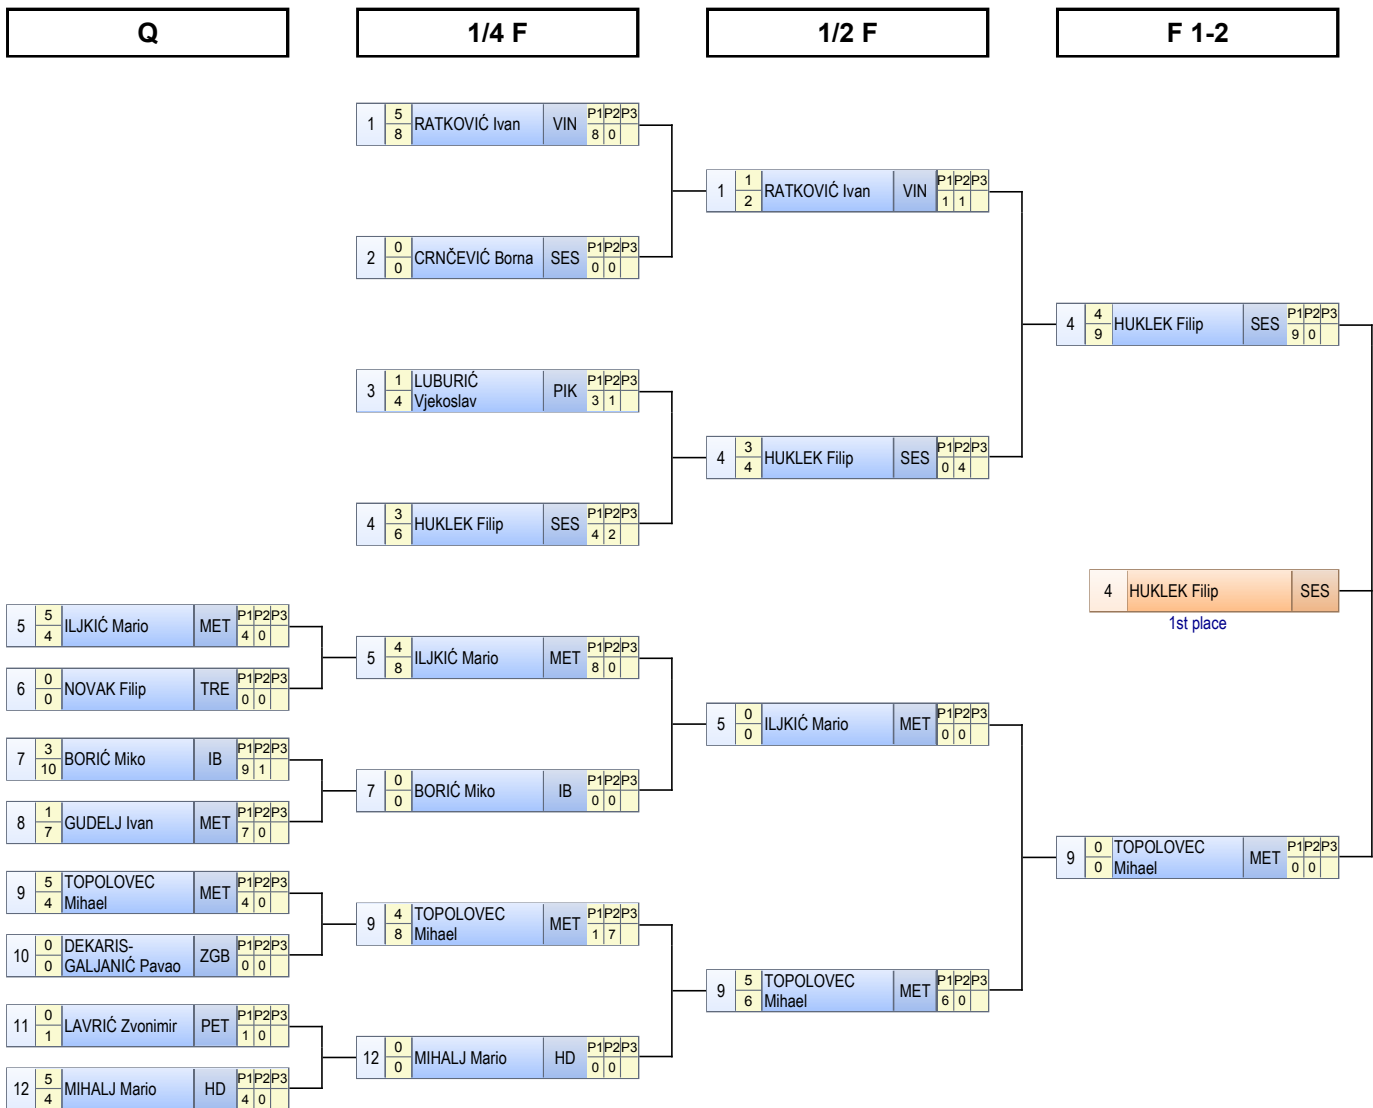 Q
1/4 F
1/2 F
F 1-2
1 5 8 RATKOVIĆ Ivan VIN P1 P2 P3 8 0
2 0 0 CRNČEVIĆ Borna SES P1 P2 P3 0 0
3 1 4 LUBURIĆ
Vjekoslav PIK P1 P2 P3 3 1
4 3 6 HUKLEK Filip SES P1 P2 P3 4 2
1 1 2 RATKOVIĆ Ivan VIN P1 P2 P3 1 1
4 3 4 HUKLEK Filip SES P1 P2 P3 0 4
4 4 9 HUKLEK Filip SES P1 P2 P3 9 0
4 HUKLEK Filip SES
1st place
5 5 4 ILJKIĆ Mario MET P1 P2 P3 4 0
6 0 0 NOVAK Filip TRE P1 P2 P3 0 0
7 3 10 BORIĆ Miko IB P1 P2 P3 9 1
8 1 7 GUDELJ Ivan MET P1 P2 P3 7 0
9 5 4 TOPOLOVEC
Mihael MET P1 P2 P3 4 0
10 0 0 DEKARIS-
GALJANIĆ Pavao ZGB P1 P2 P3 0 0
11 0 1 LAVRIĆ Zvonimir PET P1 P2 P3 1 0
12 5 4 MIHALJ Mario HD P1 P2 P3 4 0
5 4 8 ILJKIĆ Mario MET P1 P2 P3 8 0
7 0 0 BORIĆ Miko IB P1 P2 P3 0 0
9 4 8 TOPOLOVEC
Mihael MET P1 P2 P3 1 7
12 0 0 MIHALJ Mario HD P1 P2 P3 0 0
5 0 0 ILJKIĆ Mario MET P1 P2 P3 0 0
9 5 6 TOPOLOVEC
Mihael MET P1 P2 P3 6 0
9 0 0 TOPOLOVEC
Mihael MET P1 P2 P3 0 0